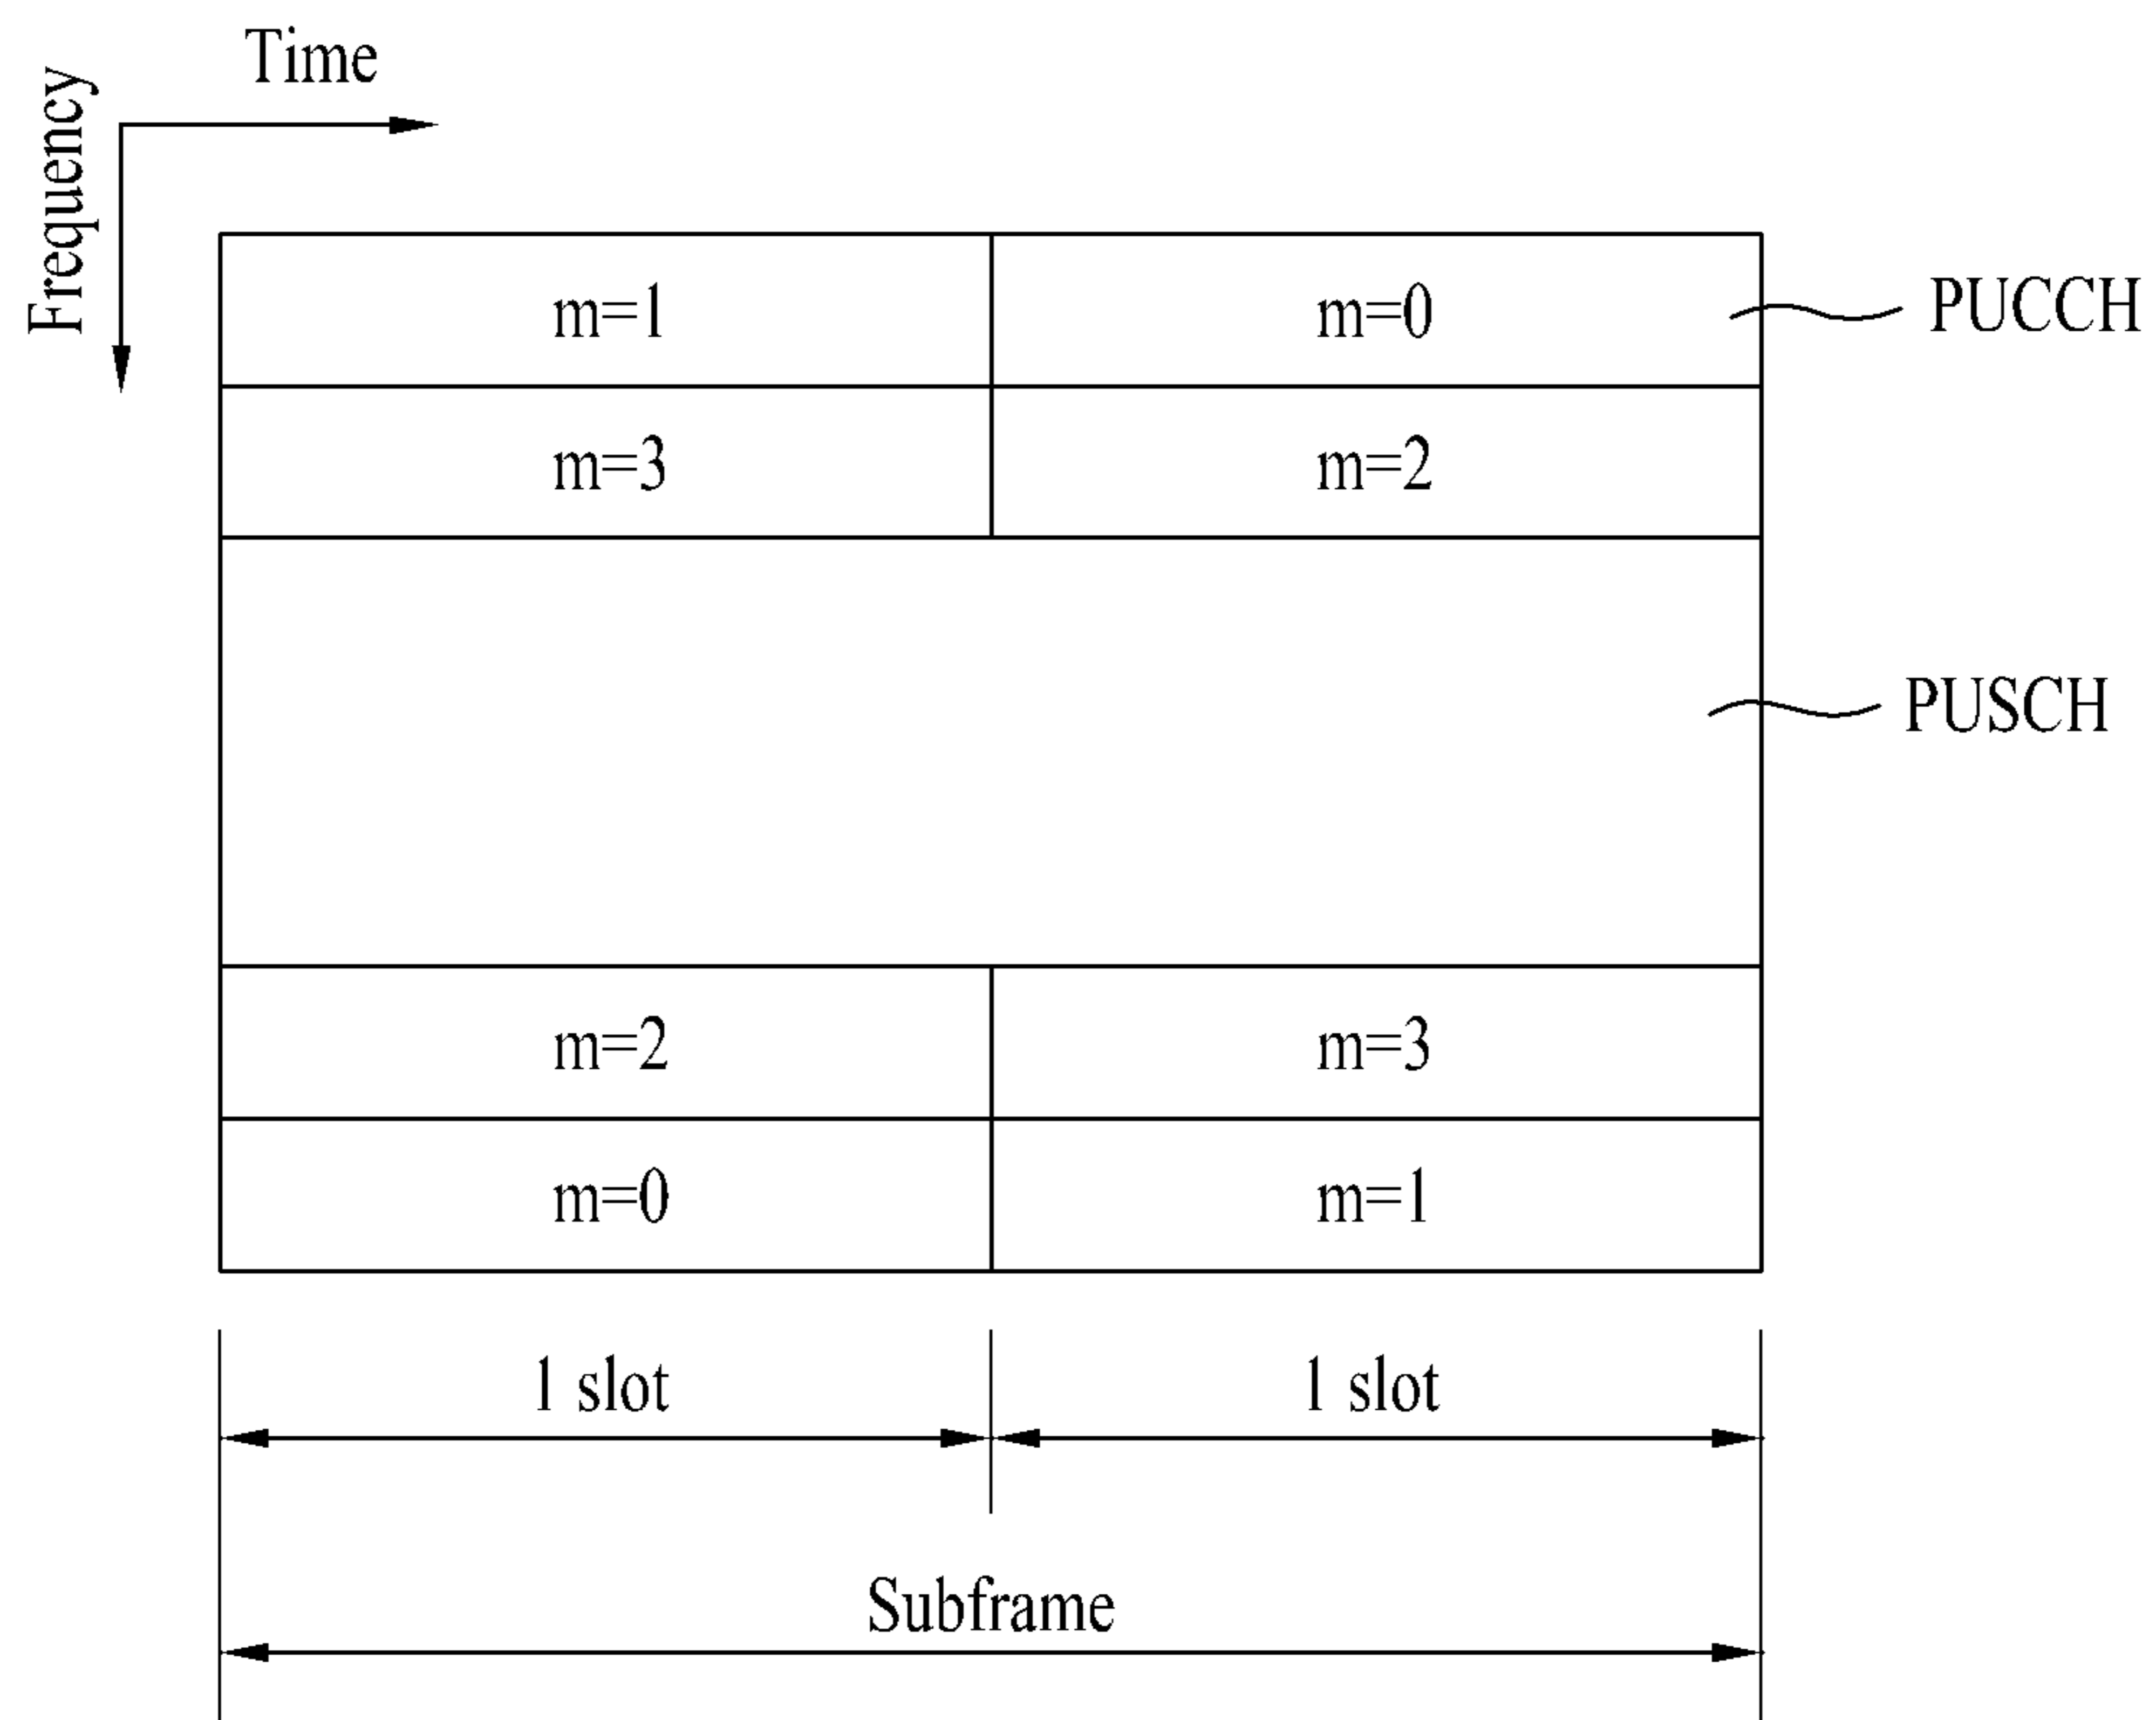 Time
Frequency
m=1
m=0
PUCCH
m=3
m=2
PUSCH
m=2
m=3
m=0
m=1
1 slot
1 slot
Subframe